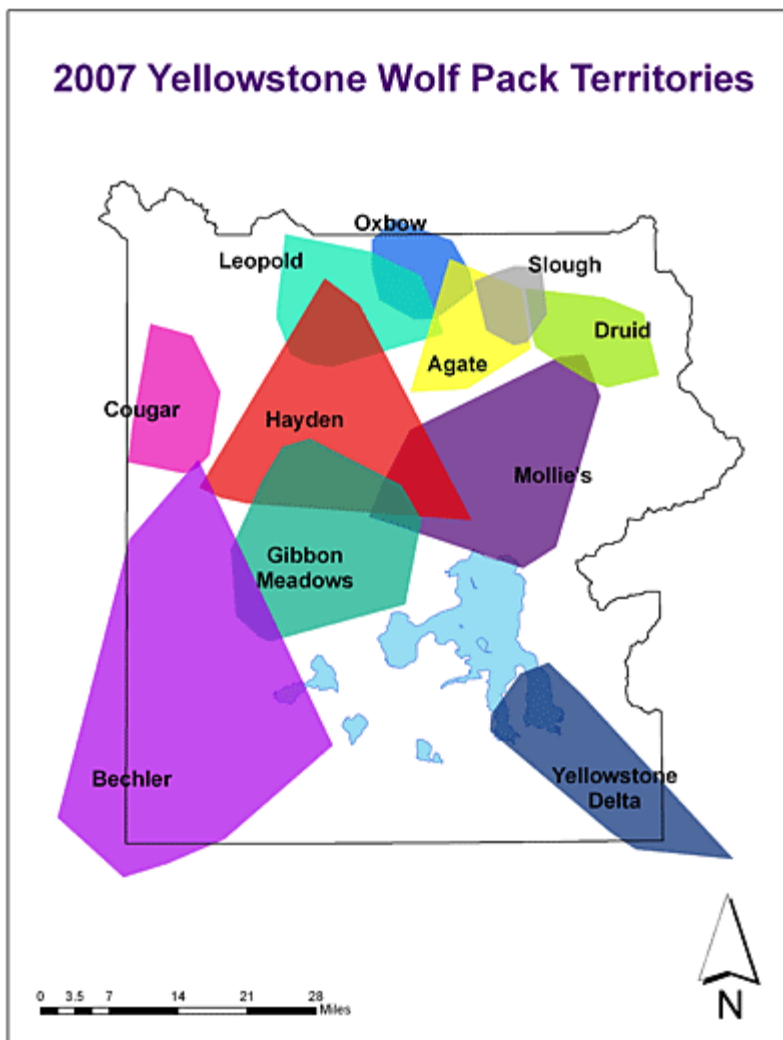 2007 Yellowstone Wolf Pack Territories
Oxbow
Leopold
Slough
Druid
Agate
Cougar
Hayden
Mollie's
Gibbon
Meadows
Bechler
Yellowstone
Delta
0 3.5 7 14 21 28
Miles
N